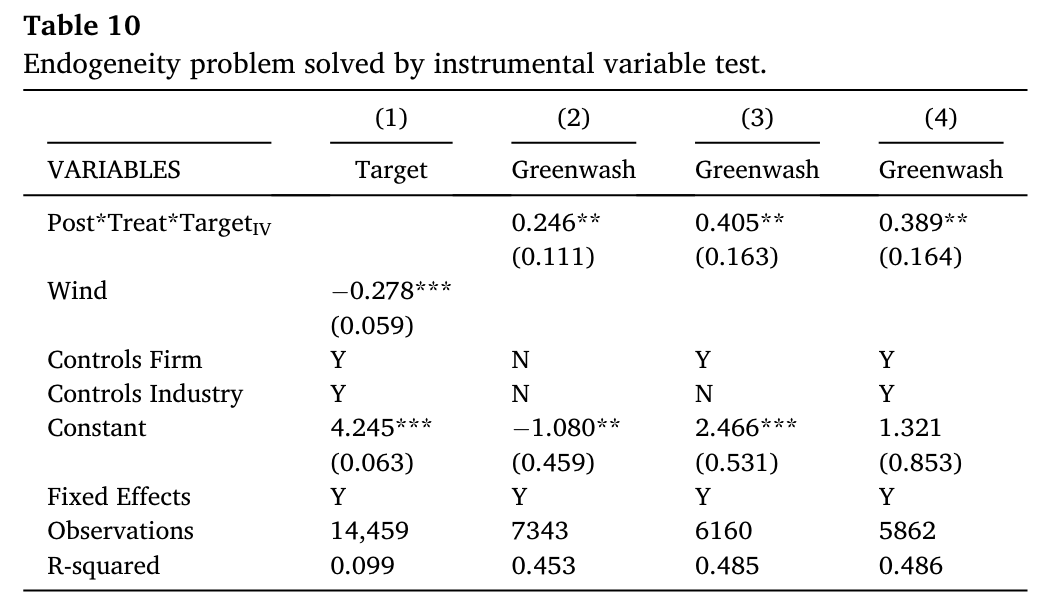 Table 10
Endogeneity problem solved by instrumental variable test.
(1) (2) (3) (4)
VARIABLES Target Greenwash Greenwash Greenwash
Post*Treat*TargetIV 0.246** 0.405** 0.389**
(0.111) (0.163) (0.164)
Wind −0.278***
(0.059)
Controls Firm Y N Y Y
Controls Industry Y N N Y
Constant 4.245*** −1.080** 2.466*** 1.321
(0.063) (0.459) (0.531) (0.853)
Fixed Effects Y Y Y Y
Observations 14,459 7343 6160 5862
R-squared 0.099 0.453 0.485 0.486